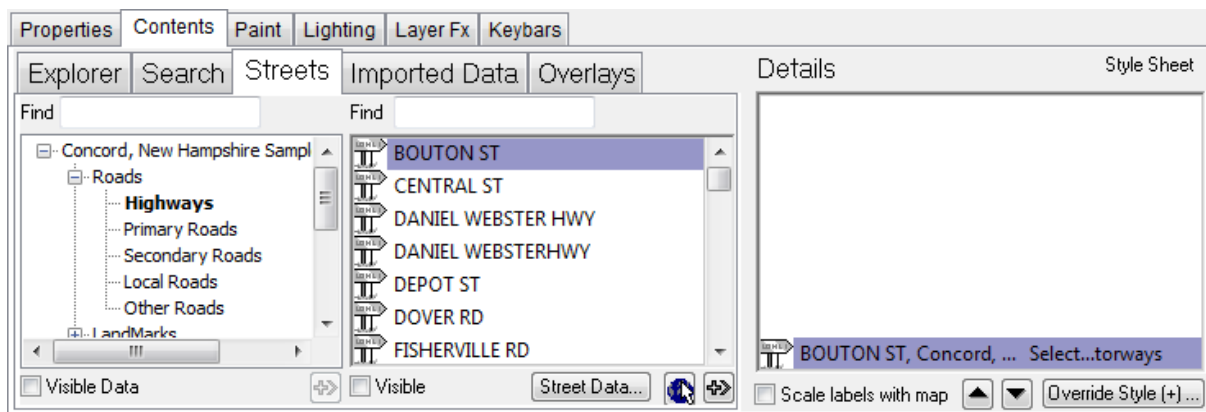 Properties Contents Paint Lighting Layer Fx Keybars
Explorer Search Streets Imported Data Overlays
Details Style Sheet
Find Find
Concord, New Hampshire Sampl
Roads
Highways
Primary Roads
Secondary Roads
Local Roads
Other Roads
LandMarks
BOUTON ST
CENTRAL ST
DANIEL WEBSTER HWY
DANIEL WEBSTERHWY
DEPOT ST
DOVER RD
FISHERVILLE RD
BOUTON ST, Concord, ... Select...torways
Visible Data
Visible Street Data...
Scale labels with map Override Style (+) ...